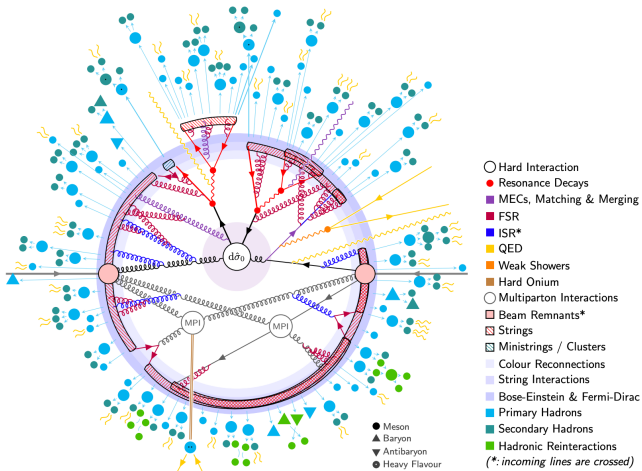 dσ̂₀
MPI
MPI
Hard Interaction
Resonance Decays
MECs, Matching & Merging
FSR
ISR*
QED
Weak Showers
Hard Onium
Multiparton Interactions
Beam Remnants*
Strings
Ministrings / Clusters
Colour Reconnections
String Interactions
Bose-Einstein & Fermi-Dirac
Primary Hadrons
Secondary Hadrons
Hadronic Reinteractions
(*: incoming lines are crossed)
Meson
Baryon
Antibaryon
Heavy Flavour